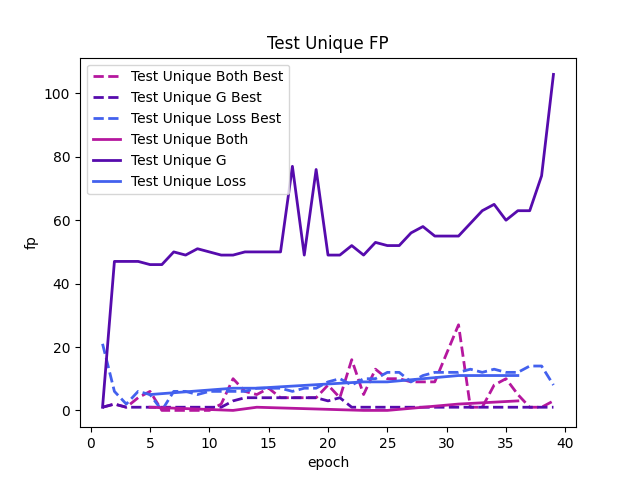 Test Unique FP
Test Unique Both Best
Test Unique G Best
Test Unique Loss Best
Test Unique Both
Test Unique G
Test Unique Loss
100
80
60
40
20
0
fp
0 5 10 15 20 25 30 35 40
epoch